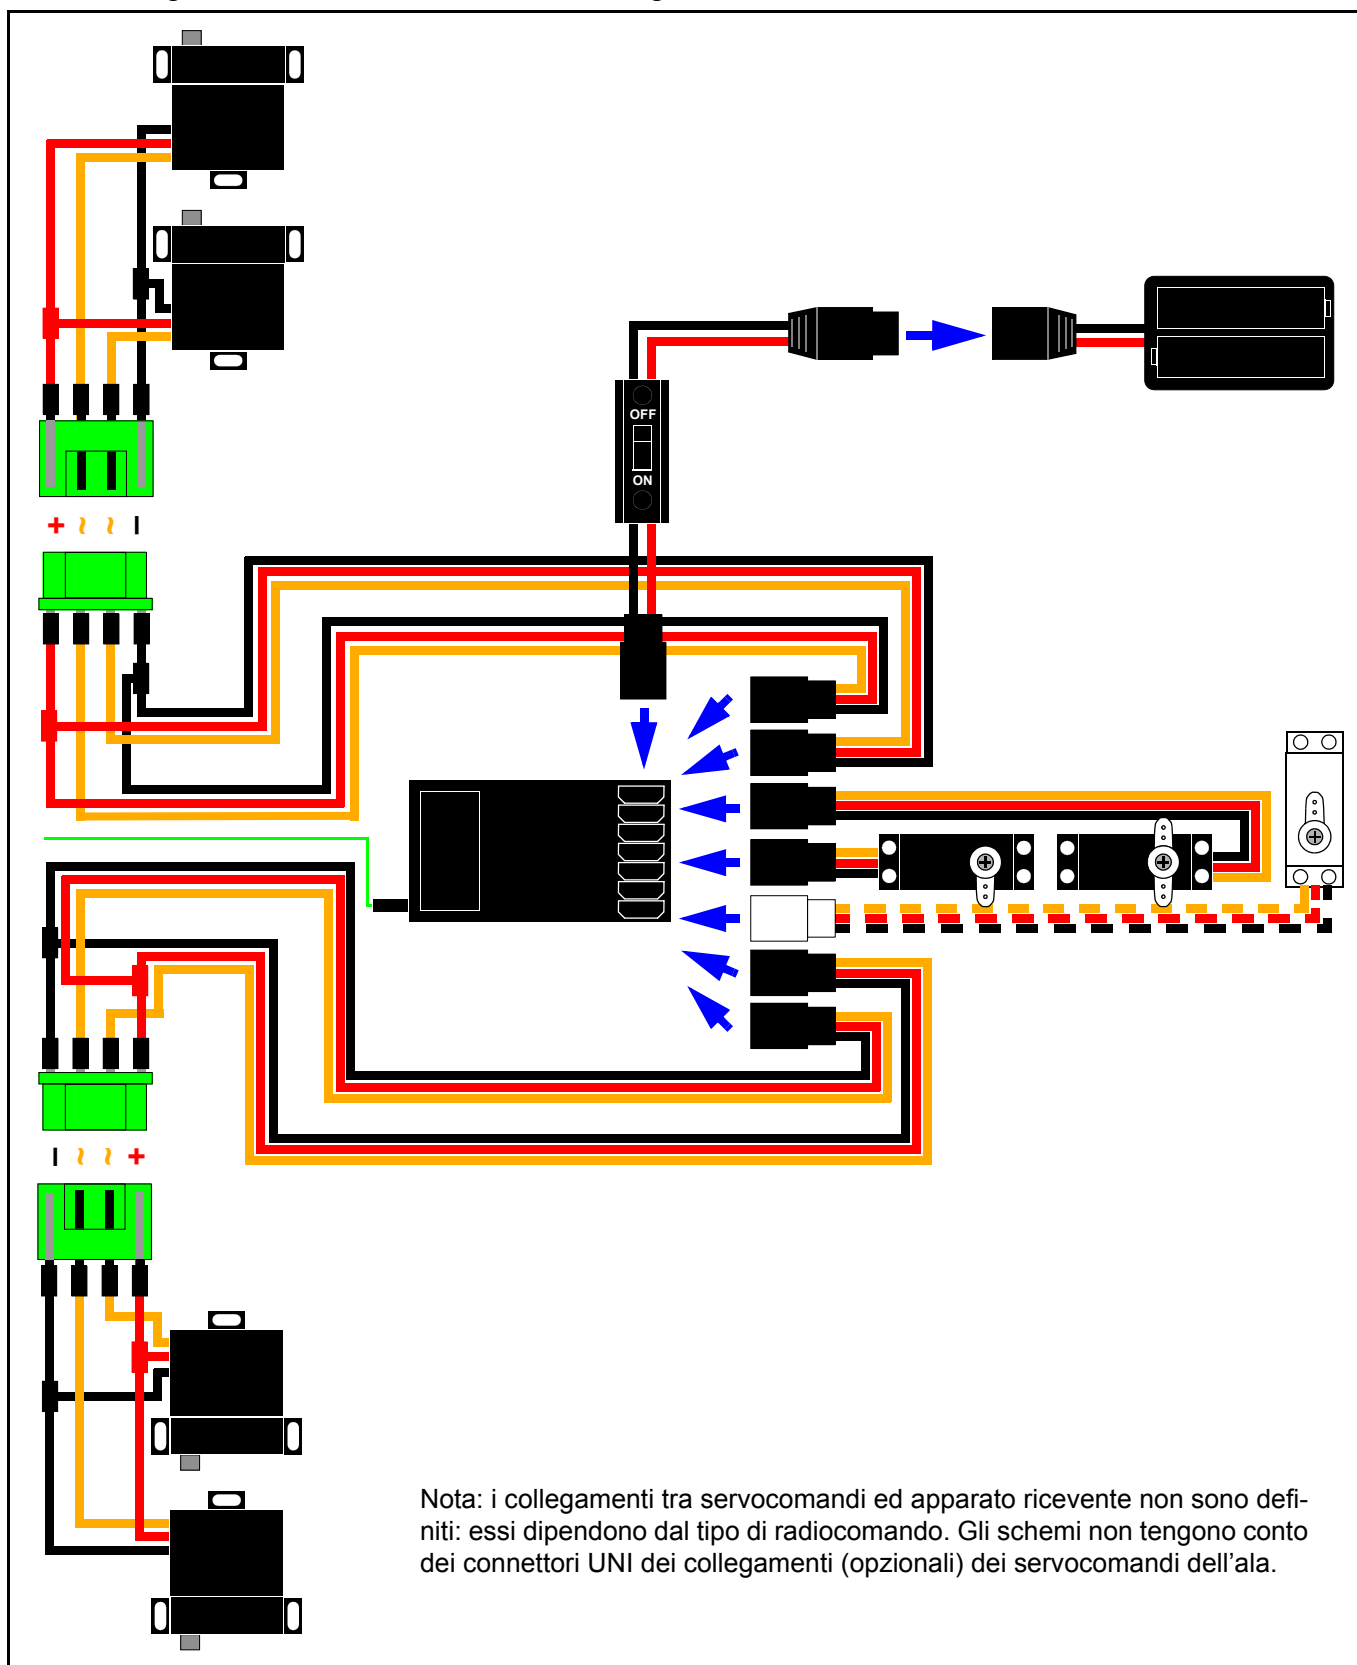 OFF
ON
+ ~ ~ –
– ~ ~ +
Nota: i collegamenti tra servocomandi ed apparato ricevente non sono defi-
niti: essi dipendono dal tipo di radiocomando. Gli schemi non tengono conto
dei connettori UNI dei collegamenti (opzionali) dei servocomandi dell’ala.